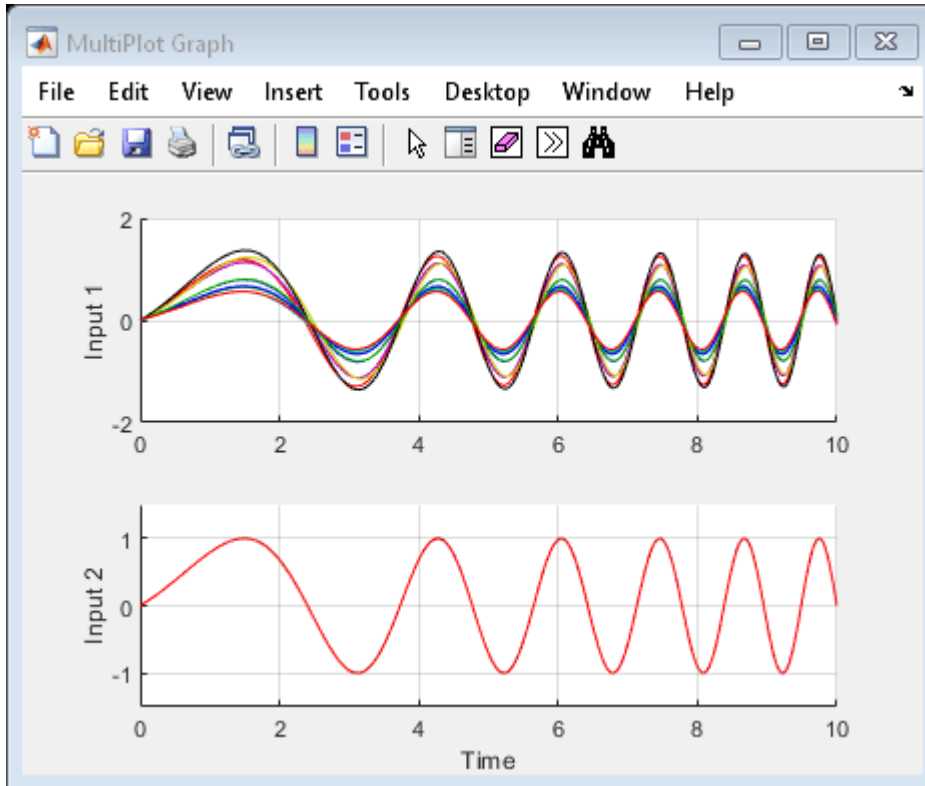 MultiPlot Graph
File Edit View Insert Tools Desktop Window Help
2
0
-2
Input 1
0 2 4 6 8 10
1
0
-1
Input 2
0 2 4 6 8 10
Time